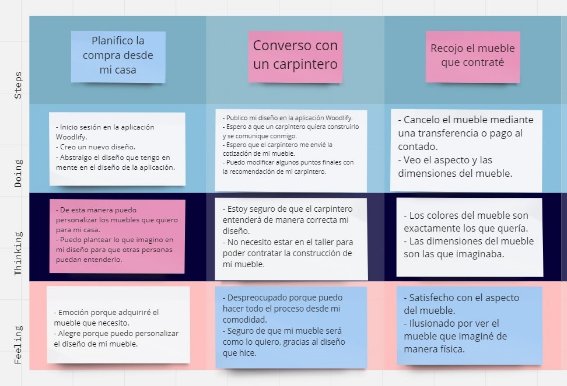 Steps
Planifico la
compra desde
mi casa
Converso con
un carpintero
Recojo el mueble
que contraté
Doing
- Inicio sesión en la aplicación
Woodlify.
- Creo un nuevo diseño.
- Abstraigo el diseño que tengo en
mente en el diseño de la aplicación.
- Publico mi diseño en la aplicación Woodlify.
- Espero a que un carpintero quiera construirlo
y se comunique conmigo.
- Espero que el carpintero me envié la
cotización de mi mueble.
- Puedo modificar algunos puntos finales con
la recomendación de mi carpintero.
- Cancelo el mueble mediante
una transferencia o pago al
contado.
- Veo el aspecto y las
dimensiones del mueble.
Thinking
- De esta manera puedo
personalizar los muebles que quiero
para mi casa.
- Puedo plantear lo que imagino en
mi diseño para que otras personas
puedan entenderlo.
- Estoy seguro de que el carpintero
entenderá de manera correcta mi
diseño.
- No necesito estar en el taller para
poder contratar la construcción de
mi mueble.
- Los colores del mueble son
exactamente los que quería.
- Las dimensiones del mueble
son las que imaginaba.
Feeling
- Emoción porque adquiriré el
mueble que necesito.
- Alegre porque puedo personalizar
el diseño de mi mueble.
- Despreocupado porque puedo
hacer todo el proceso desde mi
comodidad.
- Seguro de que mi mueble será
como lo quiero, gracias al diseño
que hice.
- Satisfecho con el aspecto
del mueble.
- Ilusionado por ver el
mueble que imaginé de
manera física.